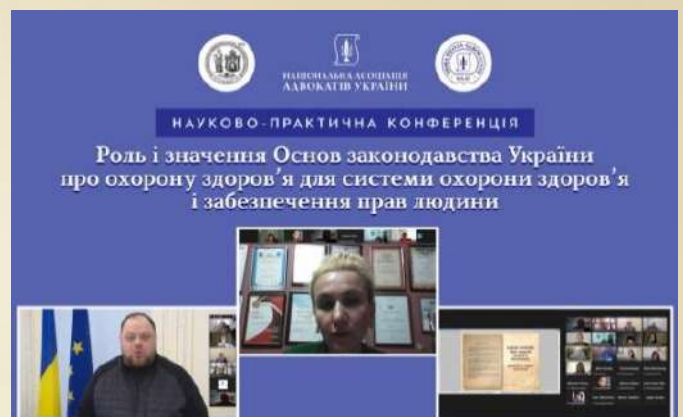 НАЦІОНАЛЬНА АСОЦІАЦІЯ
АДВОКАТІВ УКРАЇНИ
НАУКОВО-ПРАКТИЧНА КОНФЕРЕНЦІЯ
Роль і значення Основ законодавства України
про охорону здоров'я для системи охорони здоров'я
і забезпечення прав людини